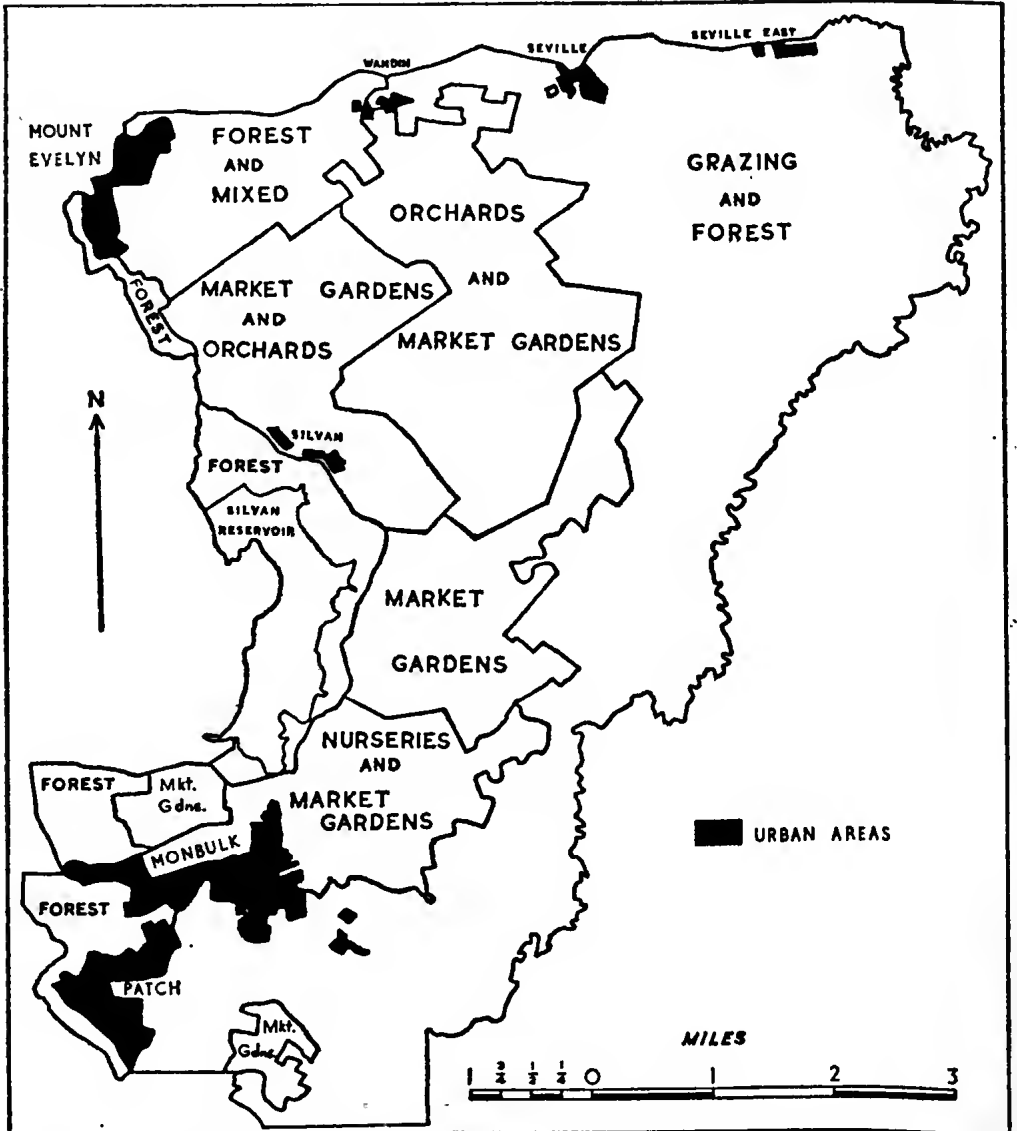 SEVILLE EAST
SEVILLE
WANDIN
MOUNT
EVELYN
FOREST
AND
MIXED
GRAZING
AND
FOREST
ORCHARDS
AND
MARKET GARDENS
MARKET GARDENS
AND
ORCHARDS
FOREST
N
SILVAN
FOREST
SILVAN
RESERVOIR
MARKET
GARDENS
NURSERIES
AND
MARKET
GARDENS
FOREST
Mkt.
Gdns.
MONBULK
URBAN AREAS
FOREST
PATCH
Mkt.
Gdns.
MILES
1 3/4 1/2 1/4 0 1 2 3